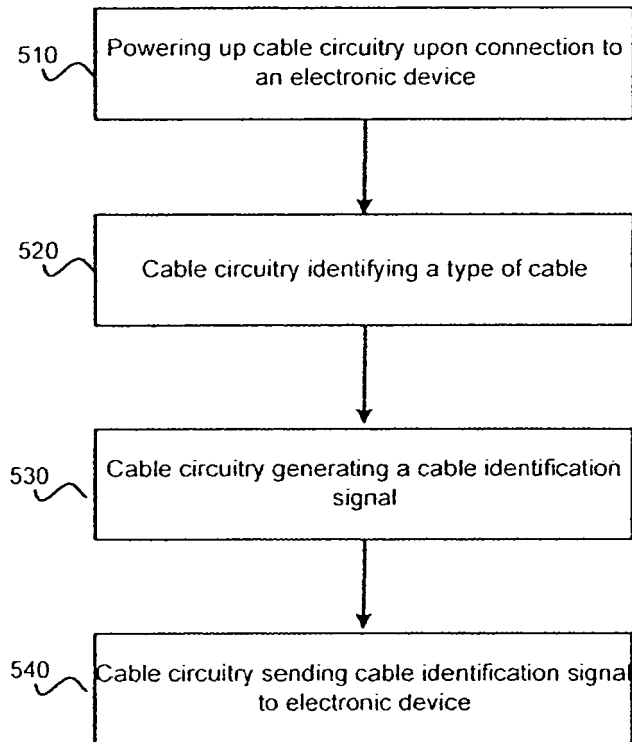 510
Powering up cable circuitry upon connection to
an electronic device
520
Cable circuitry identifying a type of cable
530
Cable circuitry generating a cable identification
signal
540
Cable circuitry sending cable identification signal
to electronic device